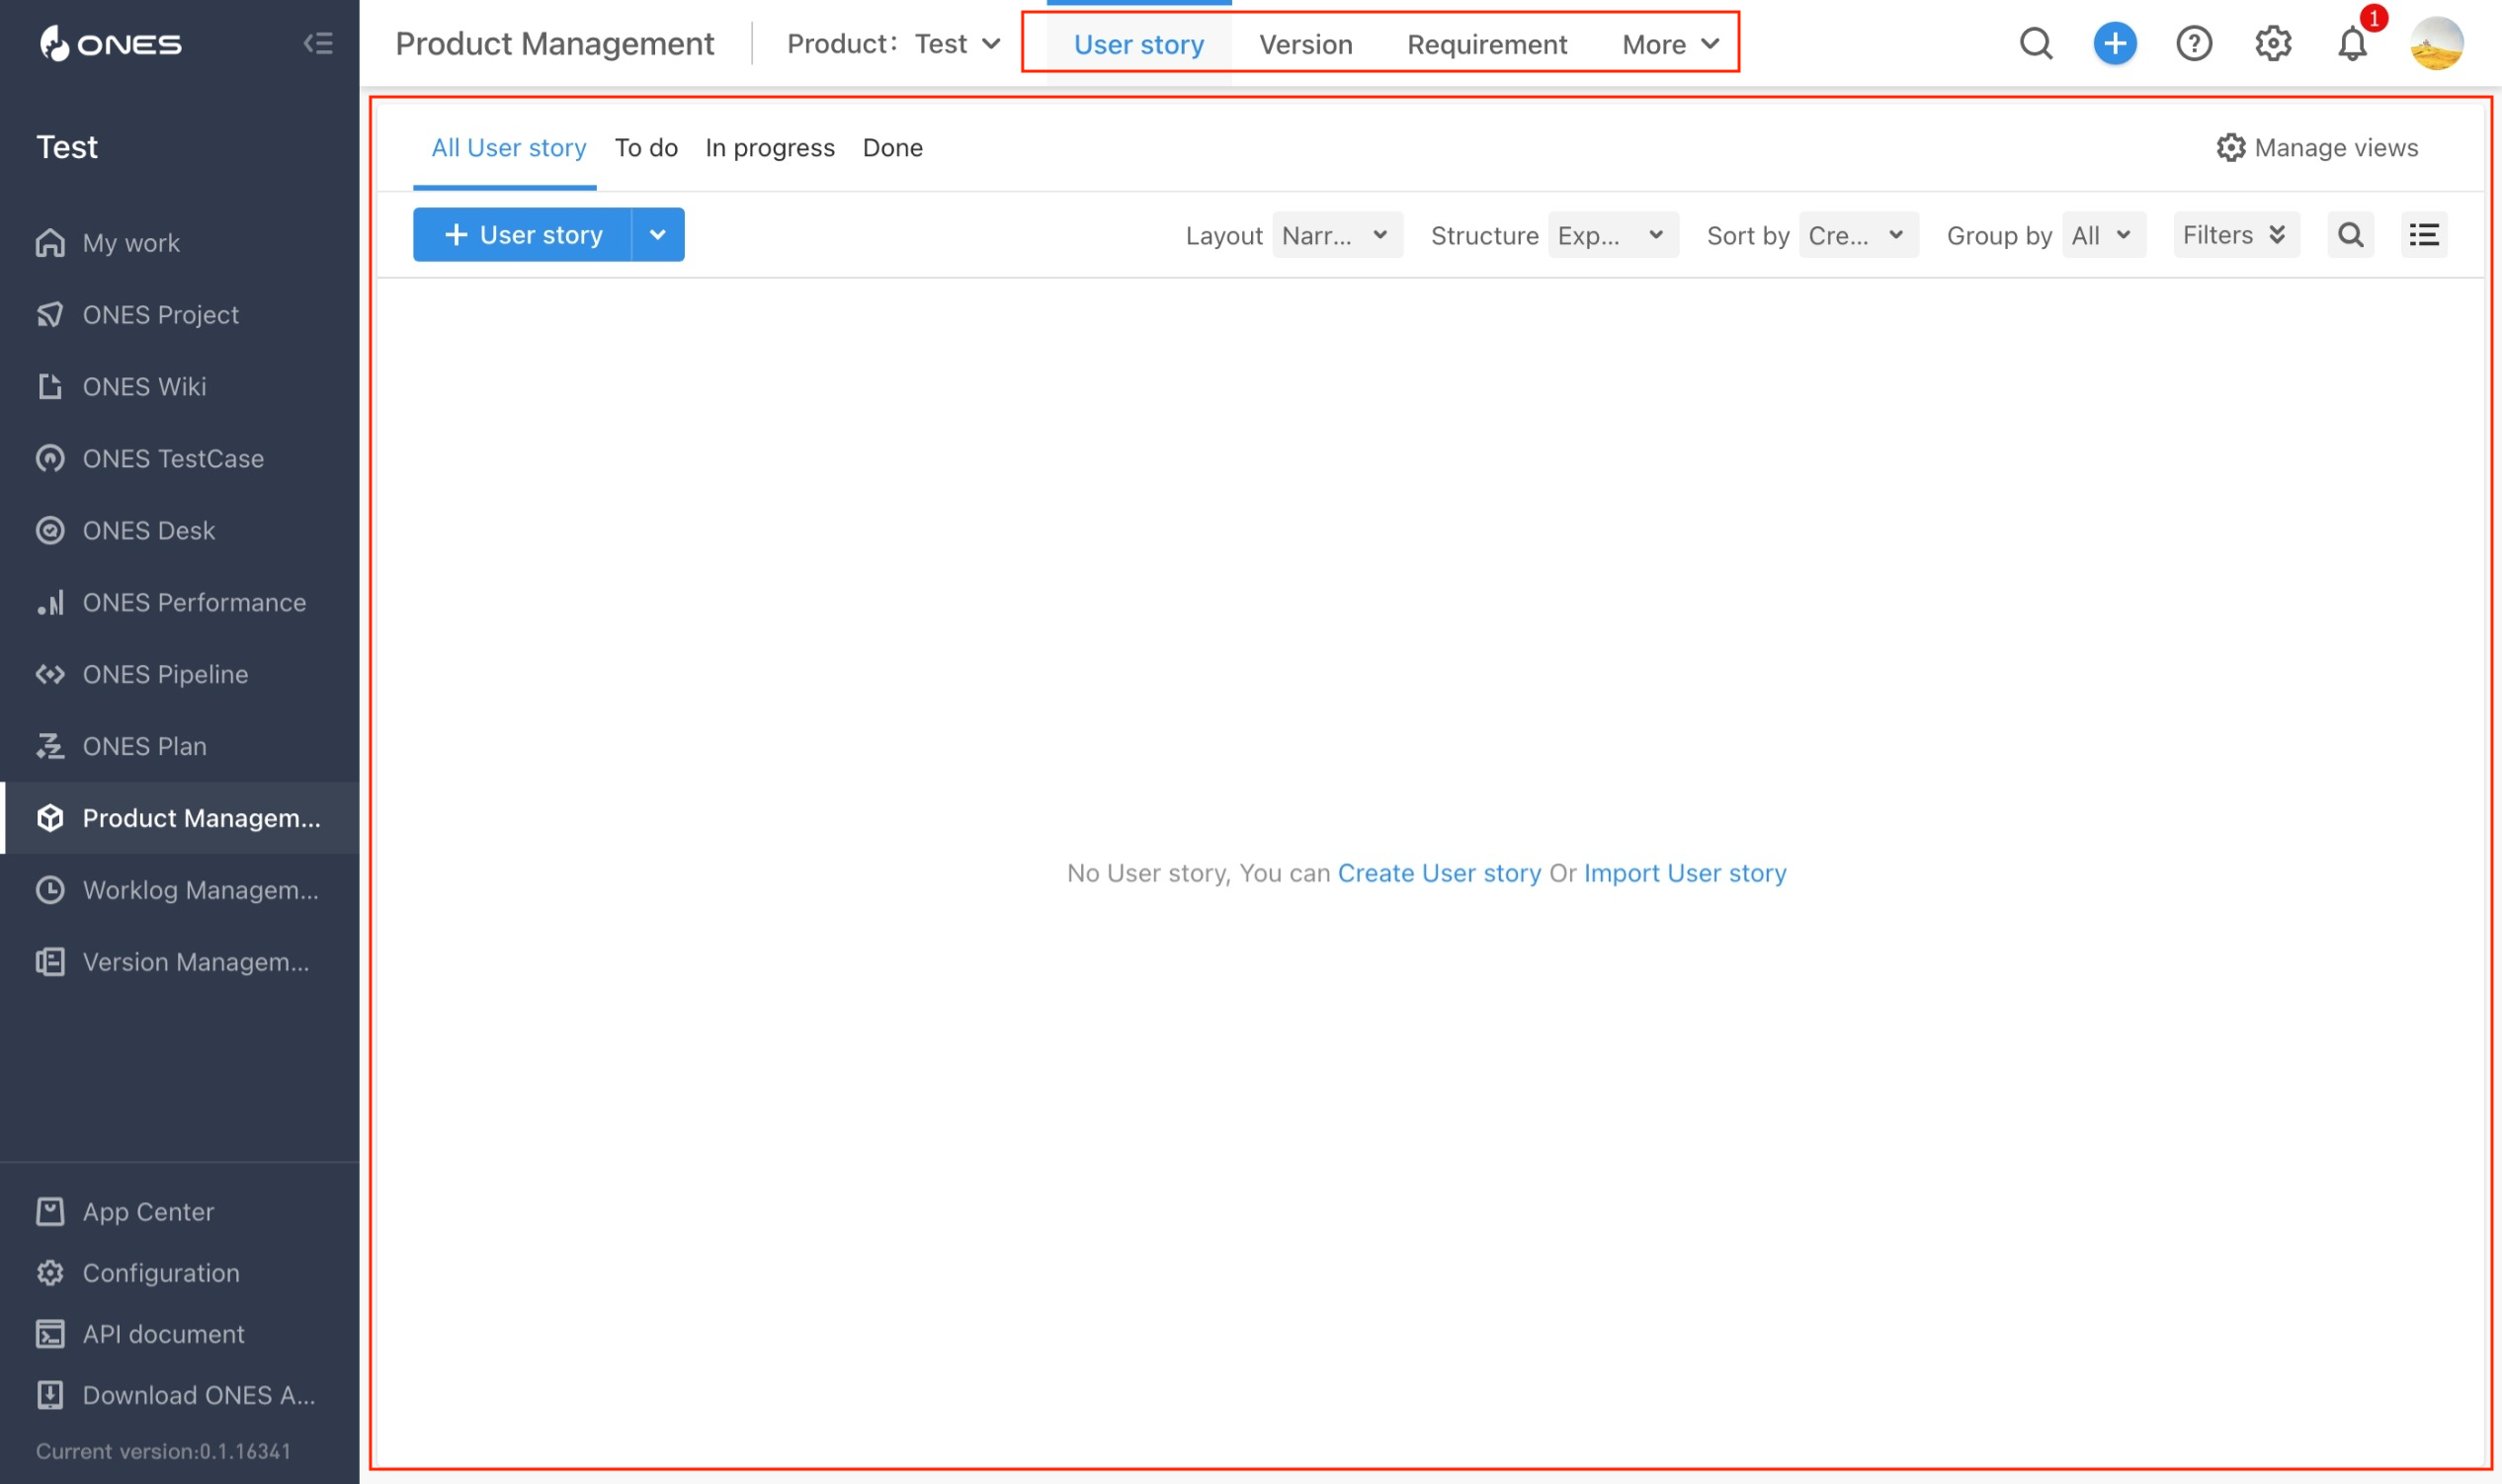 ONES
Product Management
Product: Test
User story
Version
Requirement
More
1
Test
My work
ONES Project
ONES Wiki
ONES TestCase
ONES Desk
ONES Performance
ONES Pipeline
ONES Plan
Product Managem...
Worklog Managem...
Version Managem...
App Center
Configuration
API document
Download ONES A...
Current version:0.1.16341
All User story
To do
In progress
Done
Manage views
+ User story
Layout Narr...
Structure Exp...
Sort by Cre...
Group by All
Filters
No User story, You can Create User story Or Import User story